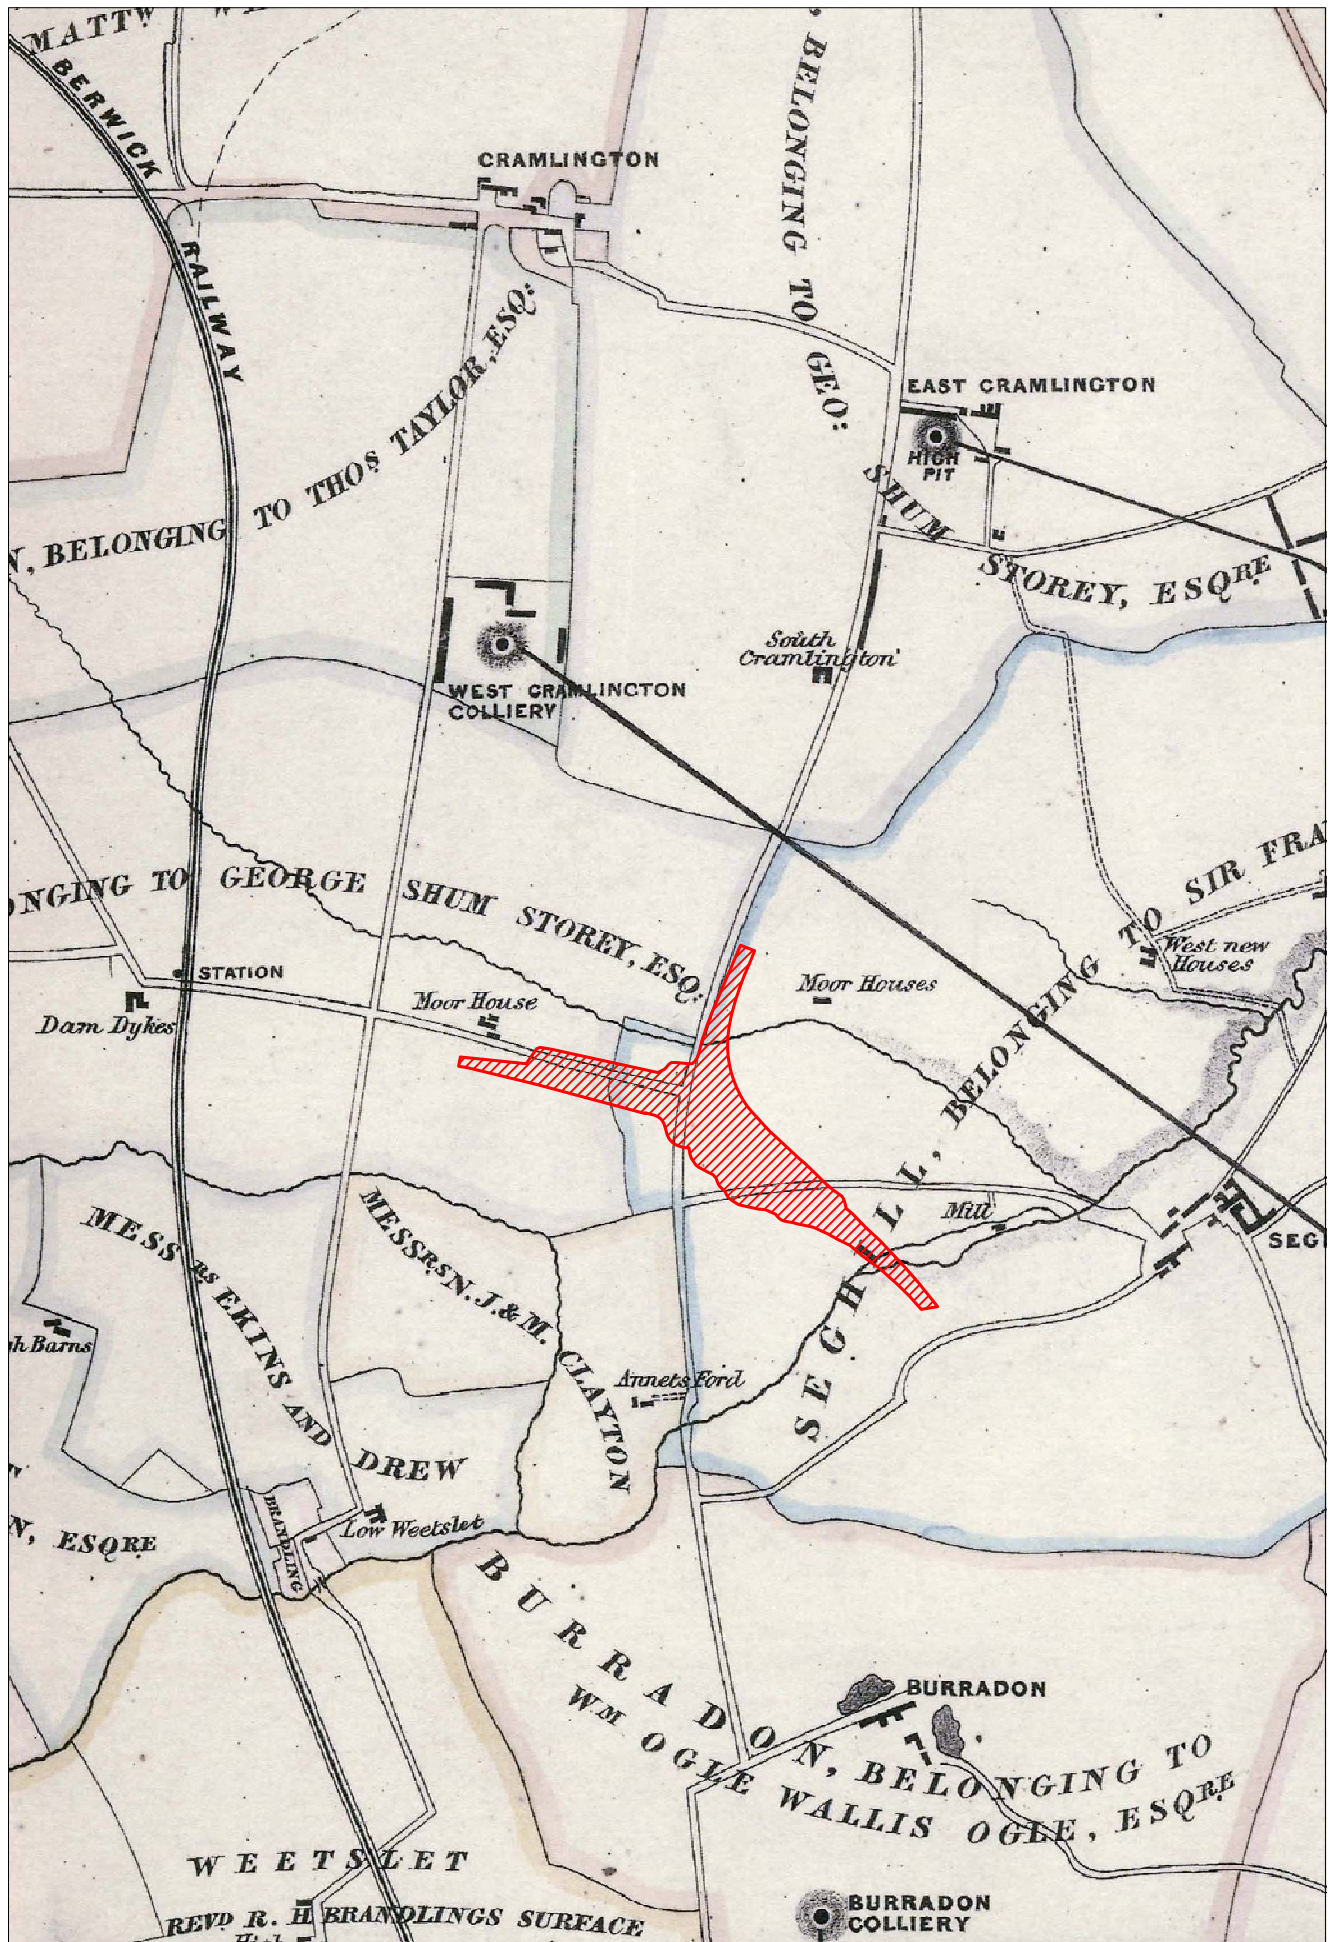 MATTW
BERWICK
RAILWAY
CRAMLINGTON
, BELONGING TO GEO:
SHUM STOREY, ESQRE
EAST CRAMLINGTON
HIGH
PIT
N, BELONGING TO THOS TAYLOR, ESQ:
South
Cramlington
WEST CRAMLINGTON
COLLIERY
ONGING TO GEORGE SHUM STOREY, ESQ:
SEGHILL, BELONGING TO SIR FRA
West new
Houses
STATION
Moor House
Moor Houses
Dam Dykes
Mill
SEG
MESSRS EKINS AND DREW
MESSRS N. J. & M. CLAYTON
gh Barns
Annets Ford
N, ESQRE
BRANDLING
Low Weetslet
BURRADON, BELONGING TO
WM OGLE WALLIS OGLE, ESQRE
BURRADON
WEETSLET
REVD R. H BRANDLINGS SURFACE
High
BURRADON
COLLIERY